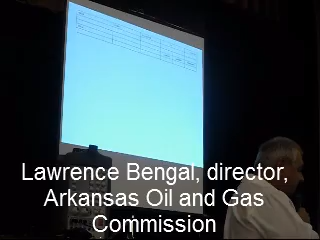 Lawrence Bengal, director,
Arkansas Oil and Gas
Commission